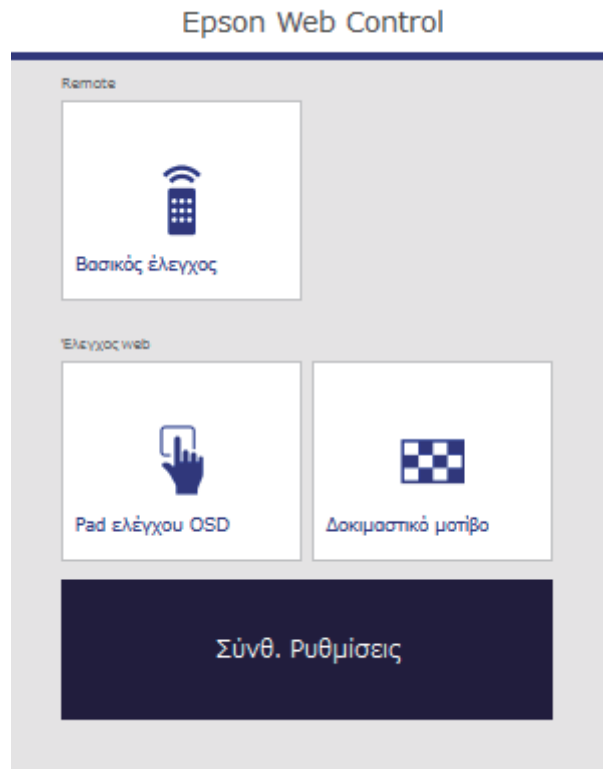 Epson Web Control
Remote
Βασικός έλεγχος
Έλεγχος web
Pad ελέγχου OSD
Δοκιμαστικό μοτίβο
Σύνθ. Ρυθμίσεις